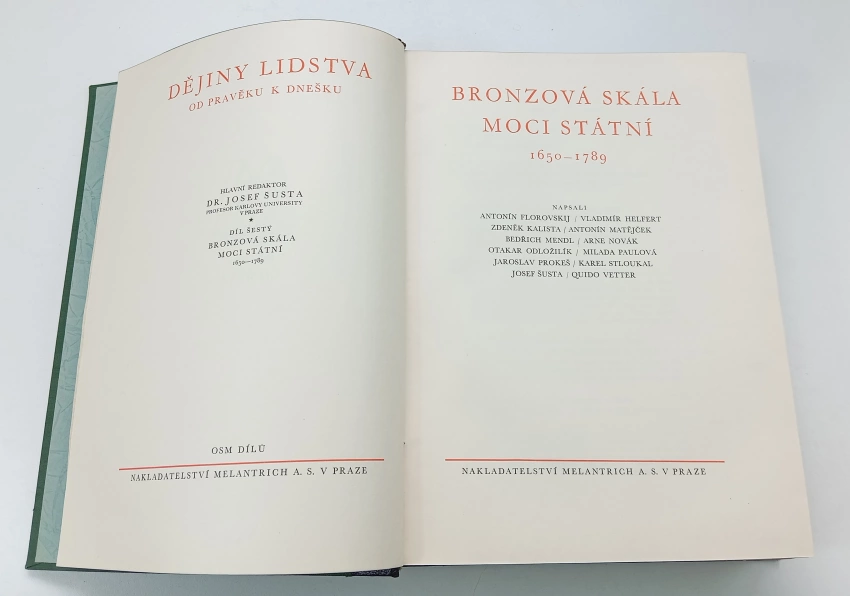 DĚJINY LIDSTVA
OD PRAVĚKU K DNEŠKU
HLAVNÍ REDAKTOR
DR. JOSEF ŠUSTA
PROFESOR KARLOVY UNIVERSITY
V PRAZE
★
DÍL ŠESTÝ
BRONZOVÁ SKÁLA
MOCI STÁTNÍ
1650—1789
OSM DÍLŮ
NAKLADATELSTVÍ MELANTRICH A. S. V PRAZE
BRONZOVÁ SKÁLA
MOCI STÁTNÍ
1650—1789
NAPSALI
ANTONÍN FLOROVSKIJ / VLADIMÍR HELFERT
ZDENĚK KALISTA / ANTONÍN MATĚJČEK
BEDŘICH MENDL / ARNE NOVÁK
OTAKAR ODLOŽILÍK / MILADA PAULOVÁ
JAROSLAV PROKEŠ / KAREL STLOUKAL
JOSEF ŠUSTA / QUIDO VETTER
NAKLADATELSTVÍ MELANTRICH A. S. V PRAZE